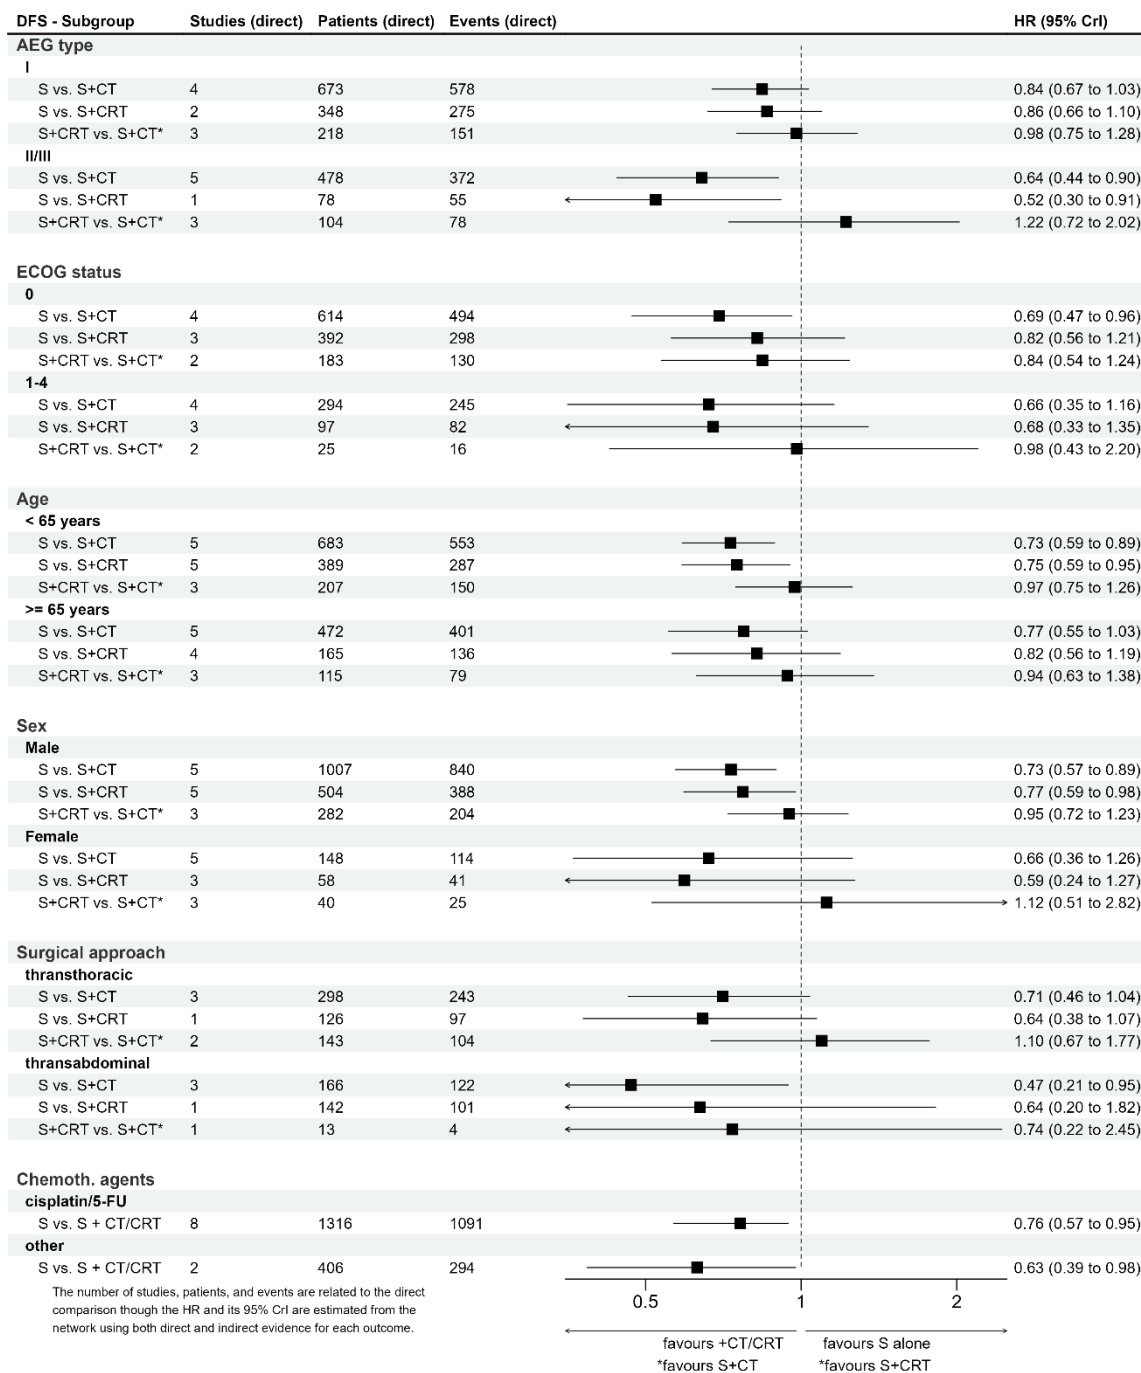 DFS - Subgroup Studies (direct) Patients (direct) Events (direct) HR (95% CrI)
AEG type
I
S vs. S+CT 4 673 578 0.84 (0.67 to 1.03)
S vs. S+CRT 2 348 275 0.86 (0.66 to 1.10)
S+CRT vs. S+CT* 3 218 151 0.98 (0.75 to 1.28)
II/III
S vs. S+CT 5 478 372 0.64 (0.44 to 0.90)
S vs. S+CRT 1 78 55 0.52 (0.30 to 0.91)
S+CRT vs. S+CT* 3 104 78 1.22 (0.72 to 2.02)
ECOG status
0
S vs. S+CT 4 614 494 0.69 (0.47 to 0.96)
S vs. S+CRT 3 392 298 0.82 (0.56 to 1.21)
S+CRT vs. S+CT* 2 183 130 0.84 (0.54 to 1.24)
1-4
S vs. S+CT 4 294 245 0.66 (0.35 to 1.16)
S vs. S+CRT 3 97 82 0.68 (0.33 to 1.35)
S+CRT vs. S+CT* 2 25 16 0.98 (0.43 to 2.20)
Age
< 65 years
S vs. S+CT 5 683 553 0.73 (0.59 to 0.89)
S vs. S+CRT 5 389 287 0.75 (0.59 to 0.95)
S+CRT vs. S+CT* 3 207 150 0.97 (0.75 to 1.26)
>= 65 years
S vs. S+CT 5 472 401 0.77 (0.55 to 1.03)
S vs. S+CRT 4 165 136 0.82 (0.56 to 1.19)
S+CRT vs. S+CT* 3 115 79 0.94 (0.63 to 1.38)
Sex
Male
S vs. S+CT 5 1007 840 0.73 (0.57 to 0.89)
S vs. S+CRT 5 504 388 0.77 (0.59 to 0.98)
S+CRT vs. S+CT* 3 282 204 0.95 (0.72 to 1.23)
Female
S vs. S+CT 5 148 114 0.66 (0.36 to 1.26)
S vs. S+CRT 3 58 41 0.59 (0.24 to 1.27)
S+CRT vs. S+CT* 3 40 25 1.12 (0.51 to 2.82)
Surgical approach
thransthoracic
S vs. S+CT 3 298 243 0.71 (0.46 to 1.04)
S vs. S+CRT 1 126 97 0.64 (0.38 to 1.07)
S+CRT vs. S+CT* 2 143 104 1.10 (0.67 to 1.77)
thransabdominal
S vs. S+CT 3 166 122 0.47 (0.21 to 0.95)
S vs. S+CRT 1 142 101 0.64 (0.20 to 1.82)
S+CRT vs. S+CT* 1 13 4 0.74 (0.22 to 2.45)
Chemoth. agents
cisplatin/5-FU
S vs. S + CT/CRT 8 1316 1091 0.76 (0.57 to 0.95)
other
S vs. S + CT/CRT 2 406 294 0.63 (0.39 to 0.98)
The number of studies, patients, and events are related to the direct
comparison though the HR and its 95% CrI are estimated from the
network using both direct and indirect evidence for each outcome.
0.5 1 2
favours +CT/CRT favours S alone
*favours S+CT *favours S+CRT